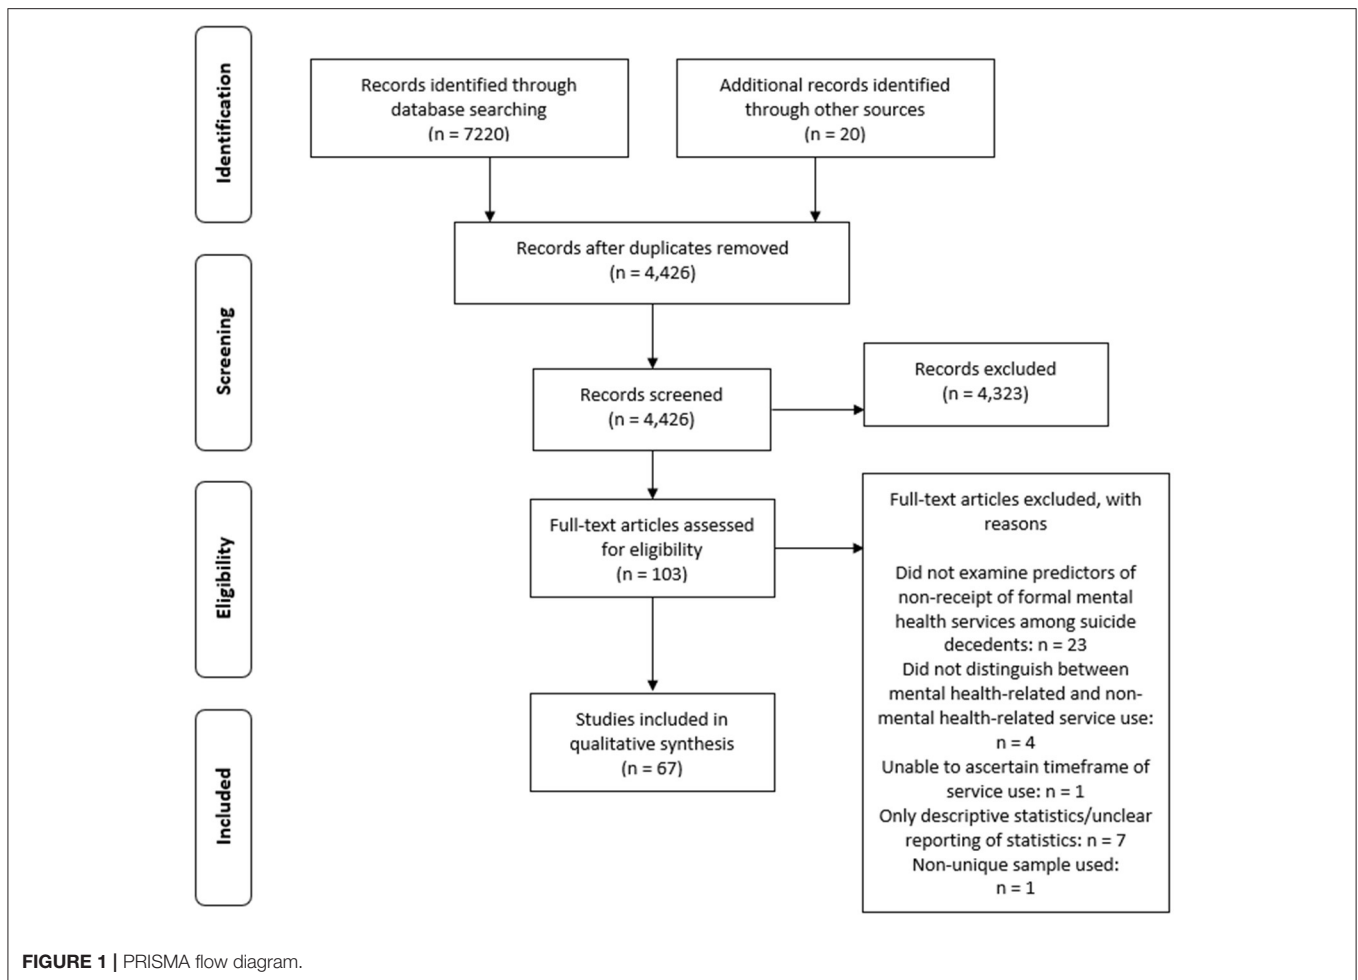 Identification
Records identified through
database searching
(n = 7220)
Additional records identified
through other sources
(n = 20)
Records after duplicates removed
(n = 4,426)
Screening
Records screened
(n = 4,426)
Records excluded
(n = 4,323)
Eligibility
Full-text articles assessed
for eligibility
(n = 103)
Full-text articles excluded, with
reasons
Did not examine predictors of
non-receipt of formal mental
health services among suicide
decedents: n = 23
Did not distinguish between
mental health-related and non-
mental health-related service use:
n = 4
Unable to ascertain timeframe of
service use: n = 1
Only descriptive statistics/unclear
reporting of statistics: n = 7
Non-unique sample used:
n = 1
Included
Studies included in
qualitative synthesis
(n = 67)
FIGURE 1 | PRISMA flow diagram.